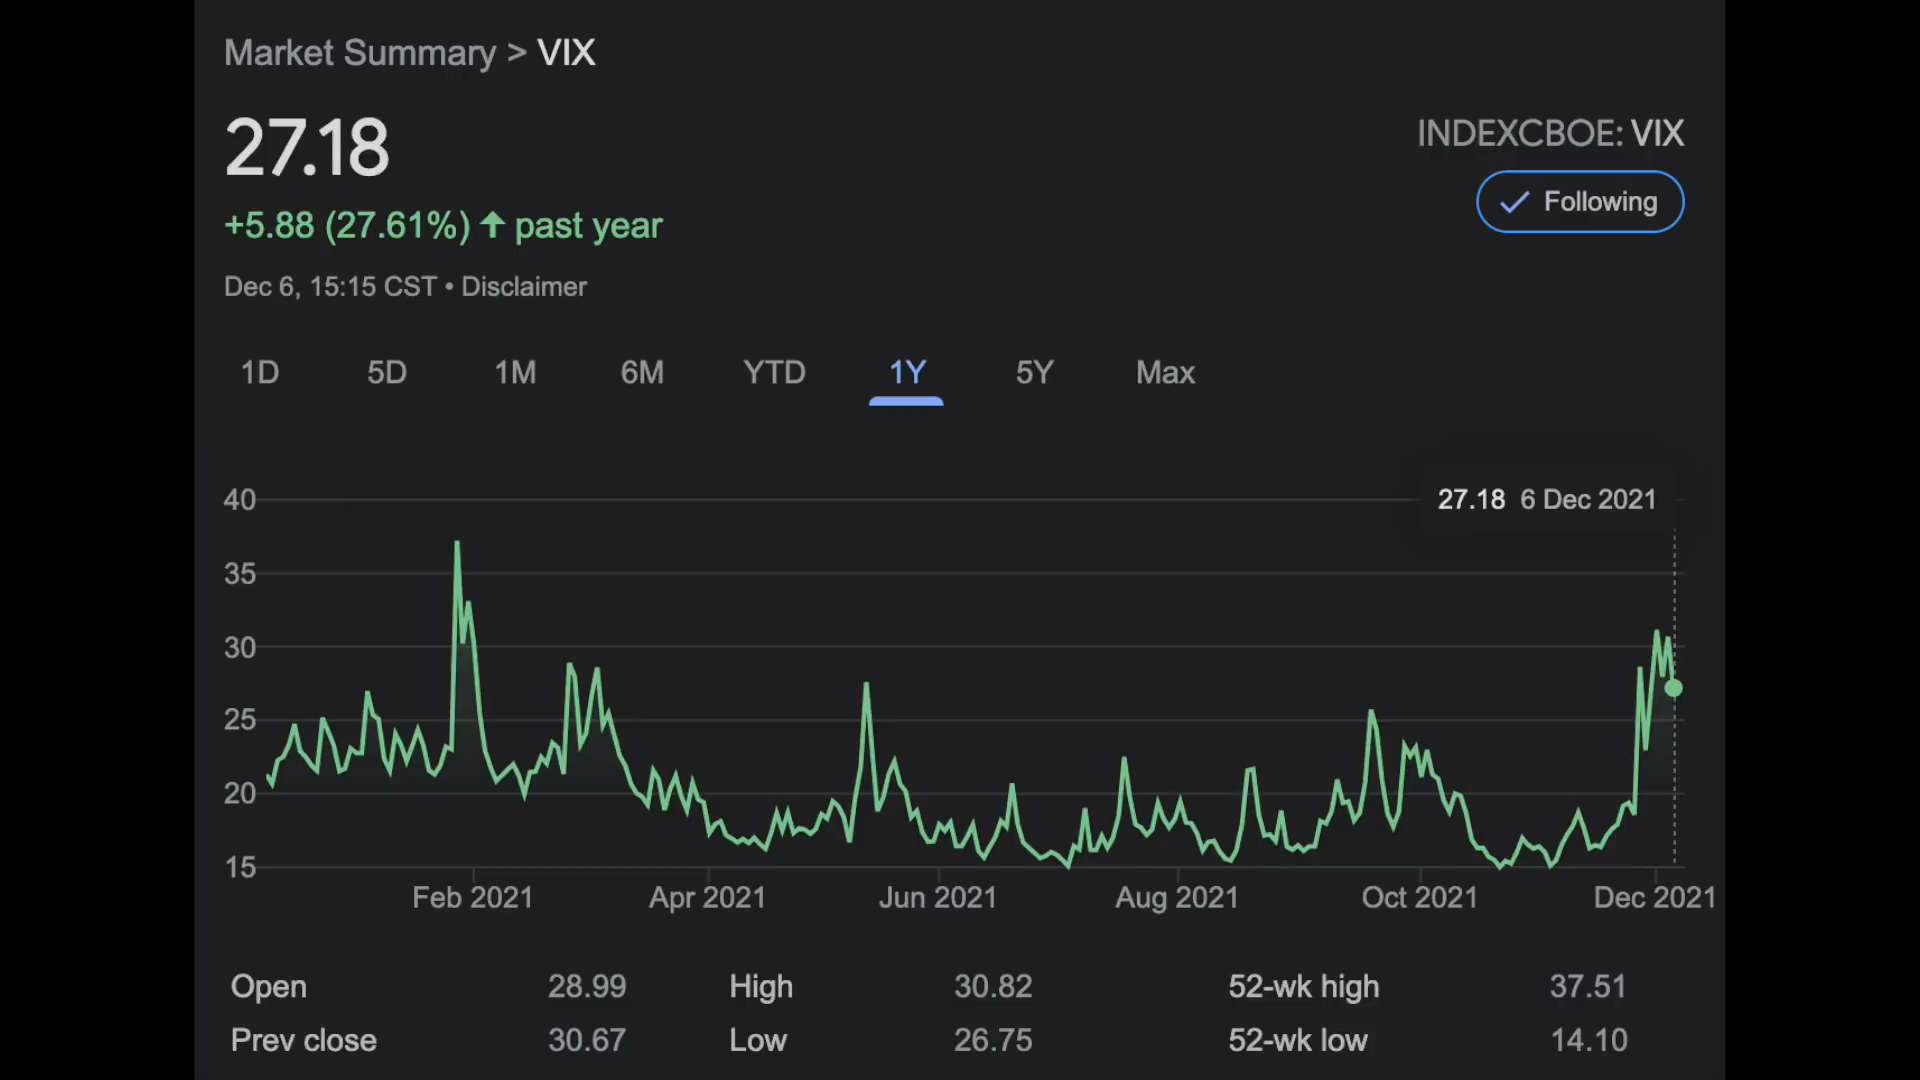 Market Summary > VIX
27.18
INDEXCBOE: VIX
Following
+5.88 (27.61%) ↑ past year
Dec 6, 15:15 CST • Disclaimer
1D 5D 1M 6M YTD 1Y 5Y Max
27.18 6 Dec 2021
40
35
30
25
20
15
Feb 2021 Apr 2021 Jun 2021 Aug 2021 Oct 2021 Dec 2021
Open 28.99 High 30.82 52-wk high 37.51
Prev close 30.67 Low 26.75 52-wk low 14.10